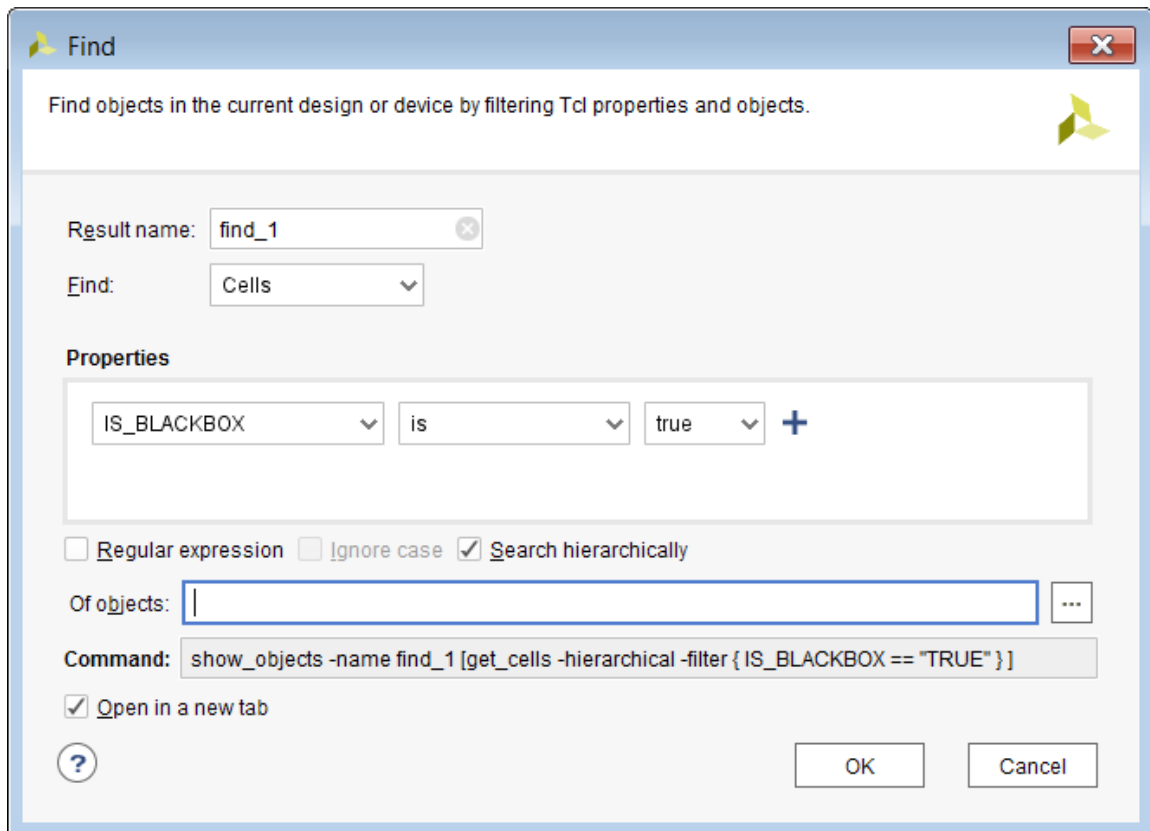 Find
Find objects in the current design or device by filtering Tcl properties and objects.
Result name: find_1
Find: Cells
Properties
IS_BLACKBOX is true
Regular expression Ignore case Search hierarchically
Of objects: ...
Command: show_objects -name find_1 [get_cells -hierarchical -filter { IS_BLACKBOX == "TRUE" } ]
Open in a new tab
? OK Cancel